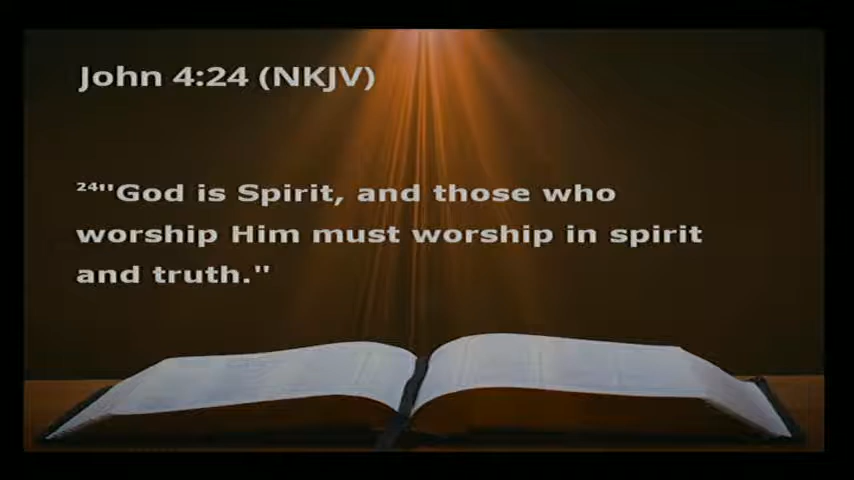 John 4:24 (NKJV)
²⁴"God is Spirit, and those who
worship Him must worship in spirit
and truth."